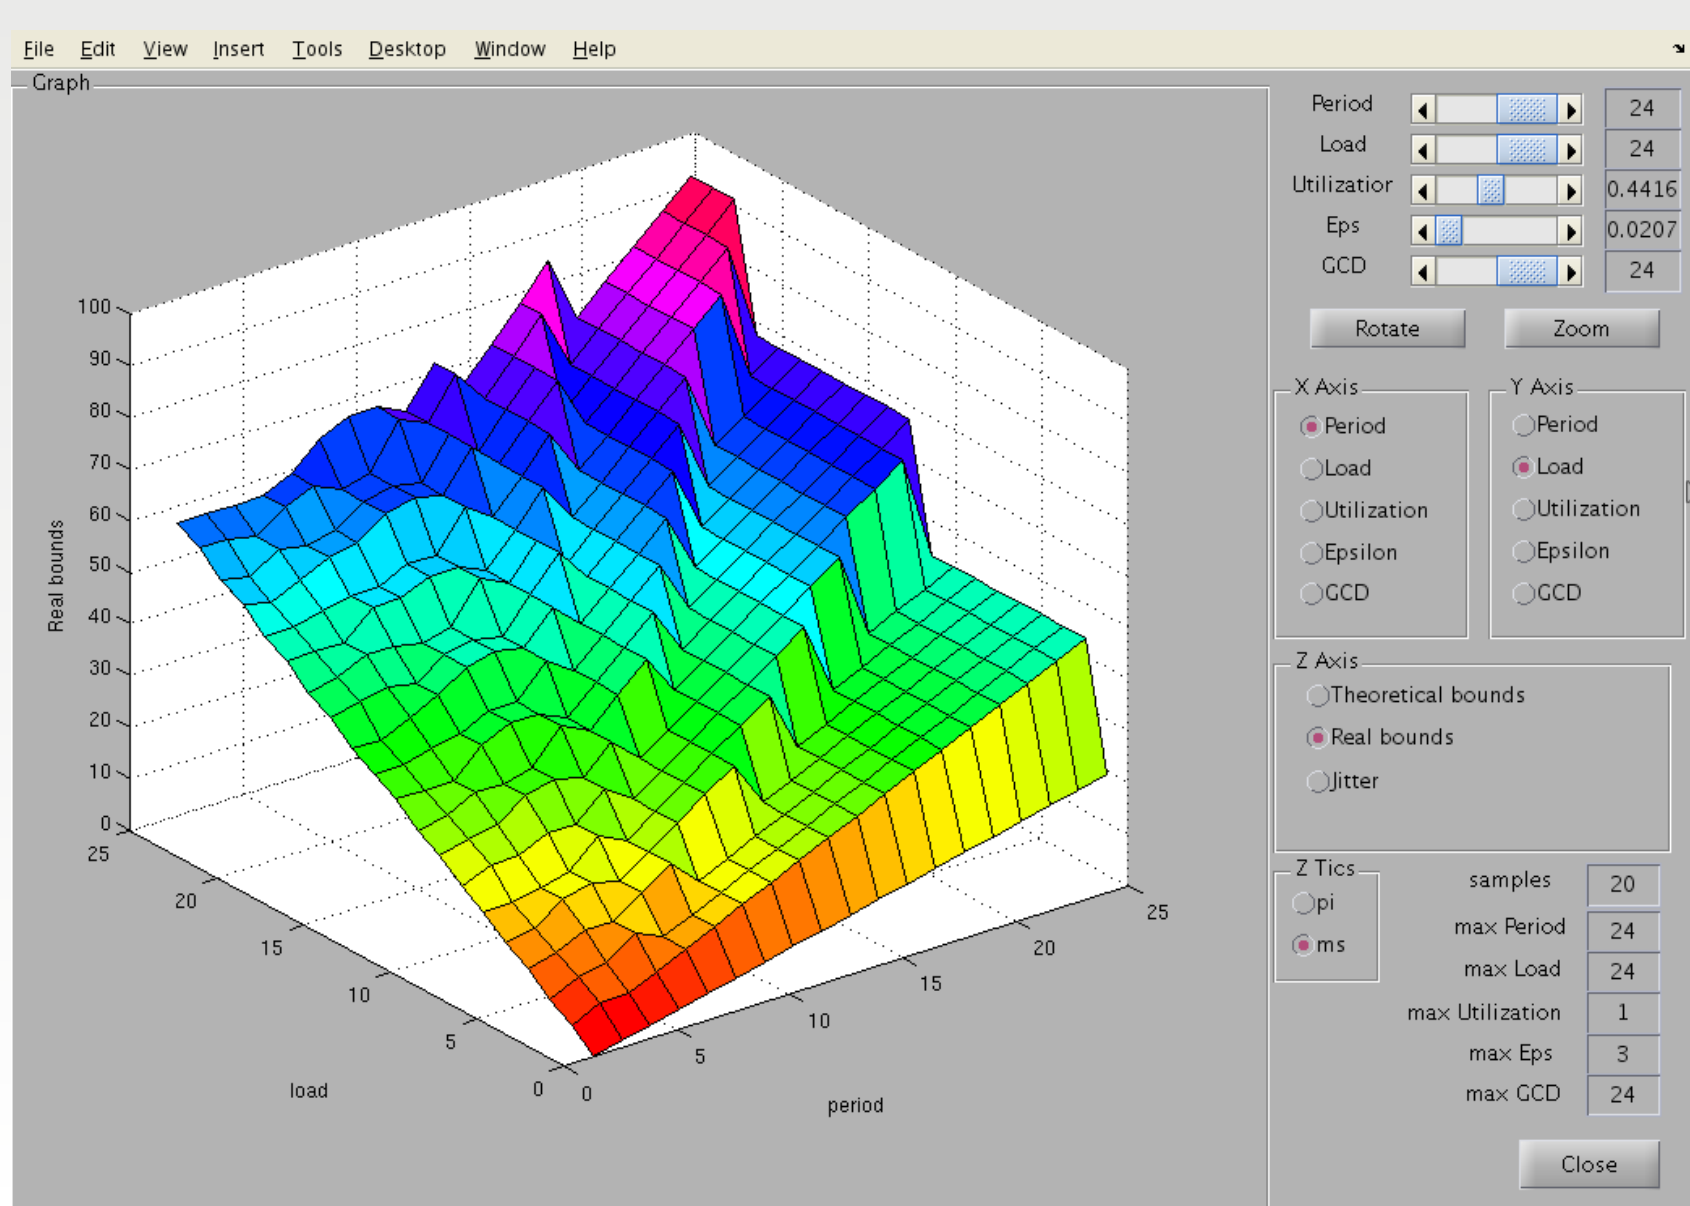 File Edit View Insert Tools Desktop Window Help
Graph
100
90
80
70
60
50
40
30
20
10
0
Real bounds
25
20
15
10
5
0
load
0
5
10
15
20
25
period
Period 24
Load 24
Utilizatior 0.4416
Eps 0.0207
GCD 24
Rotate Zoom
X Axis
Period
Load
Utilization
Epsilon
GCD
Y Axis
Period
Load
Utilization
Epsilon
GCD
Z Axis
Theoretical bounds
Real bounds
Jitter
Z Tics
pi
ms
samples 20
max Period 24
max Load 24
max Utilization 1
max Eps 3
max GCD 24
Close